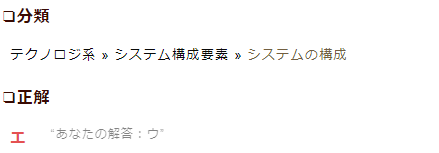 ❏分類
テクノロジ系 » システム構成要素 » システムの構成
❏正解
エ “あなたの解答：ウ”